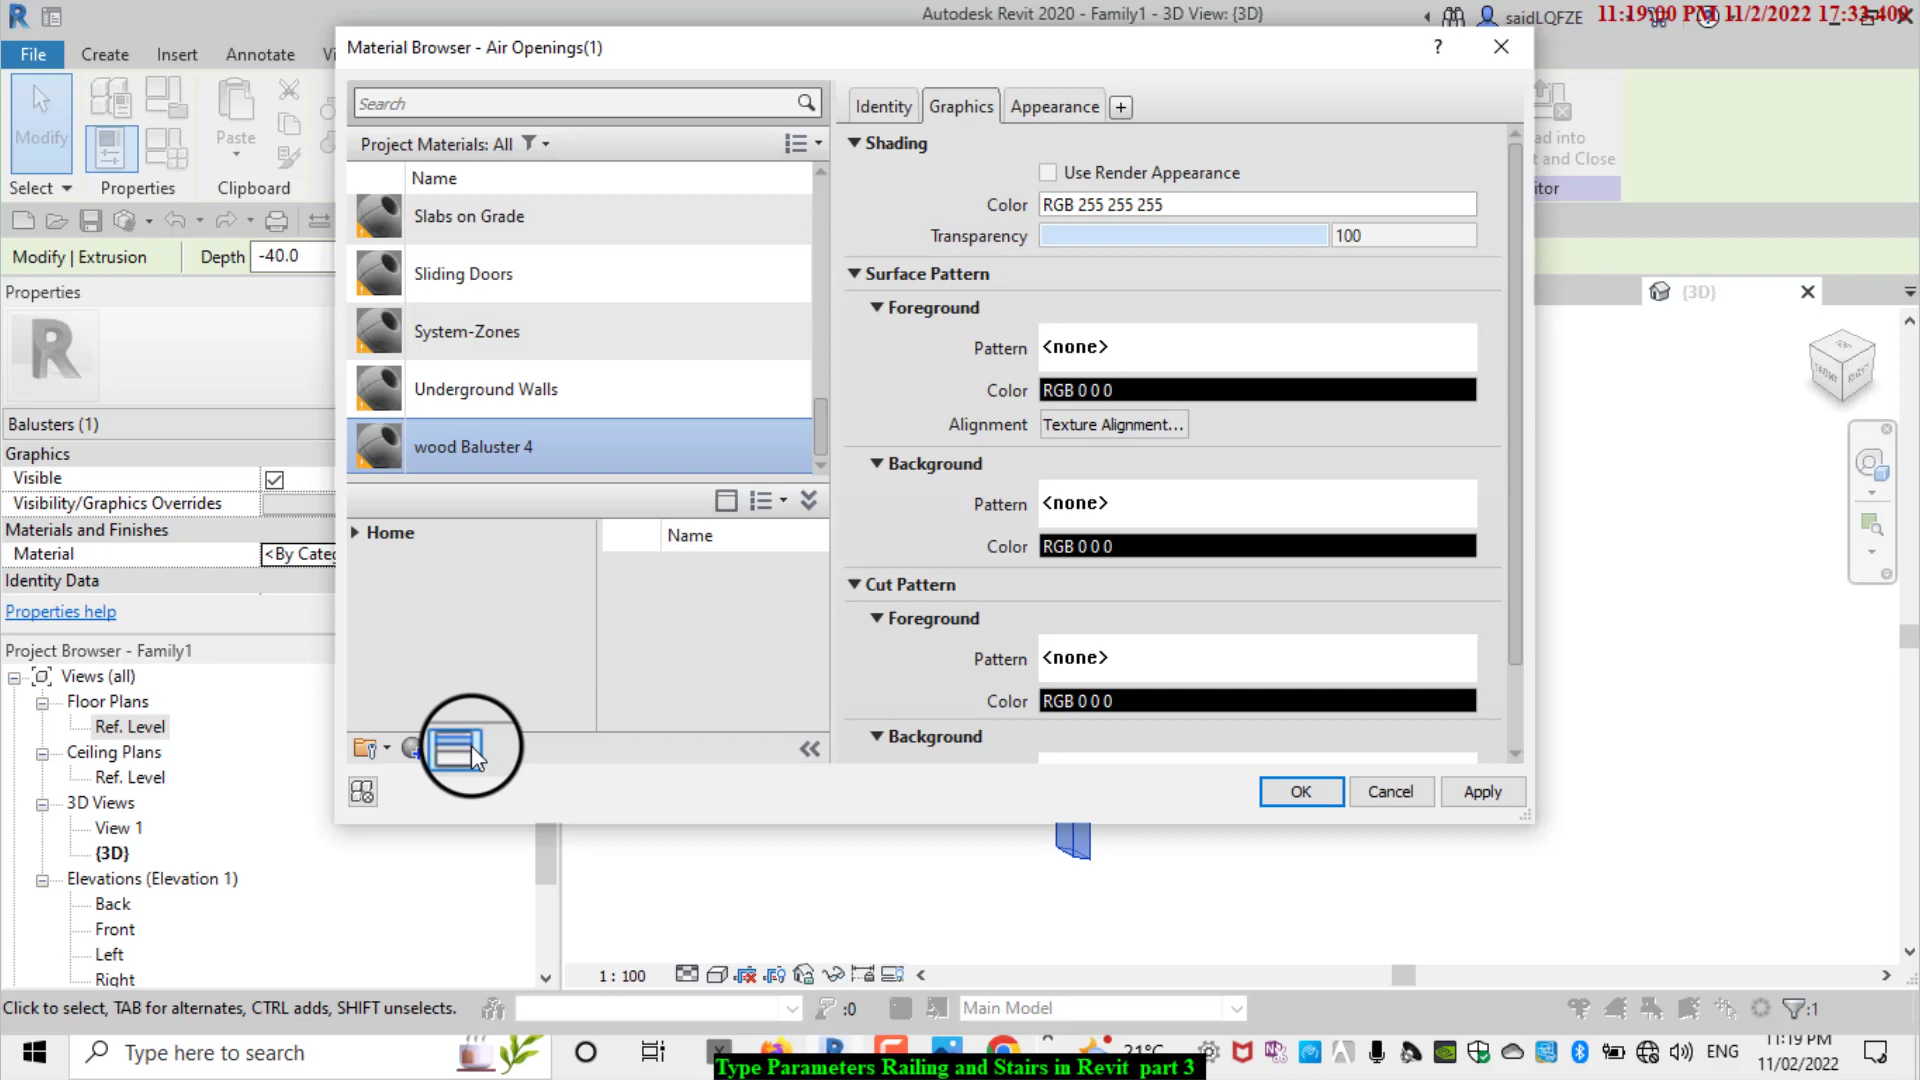 Autodesk Revit 2020 - Family1 - 3D View: {3D}
saidLQFZE
11:19:00 PM 11/2/2022 17:33.400
File
Create
Insert
Annotate
Material Browser - Air Openings(1)
?
Modify
Select
Properties
Paste
Clipboard
Search
Project Materials: All
Name
Slabs on Grade
Sliding Doors
System-Zones
Underground Walls
wood Baluster 4
Home
Name
Identity
Graphics
Appearance
Shading
Use Render Appearance
Color
RGB 255 255 255
Transparency
100
Surface Pattern
Foreground
Pattern
<none>
Color
RGB 0 0 0
Alignment
Texture Alignment...
Background
Pattern
<none>
Color
RGB 0 0 0
Cut Pattern
Foreground
Pattern
<none>
Color
RGB 0 0 0
Background
OK
Cancel
Apply
and Close
Modify | Extrusion
Depth
-40.0
Properties
Balusters (1)
Graphics
Visible
Visibility/Graphics Overrides
Materials and Finishes
Material
<By Categ
Identity Data
Properties help
{3D}
FRONT
RIGHT
Project Browser - Family1
Views (all)
Floor Plans
Ref. Level
Ceiling Plans
Ref. Level
3D Views
View 1
{3D}
Elevations (Elevation 1)
Back
Front
Left
Right
1 : 100
Click to select, TAB for alternates, CTRL adds, SHIFT unselects.
:0
Main Model
:1
Type here to search
21°C
ENG
11:19 PM
11/02/2022
Type Parameters Railing and Stairs in Revit part 3